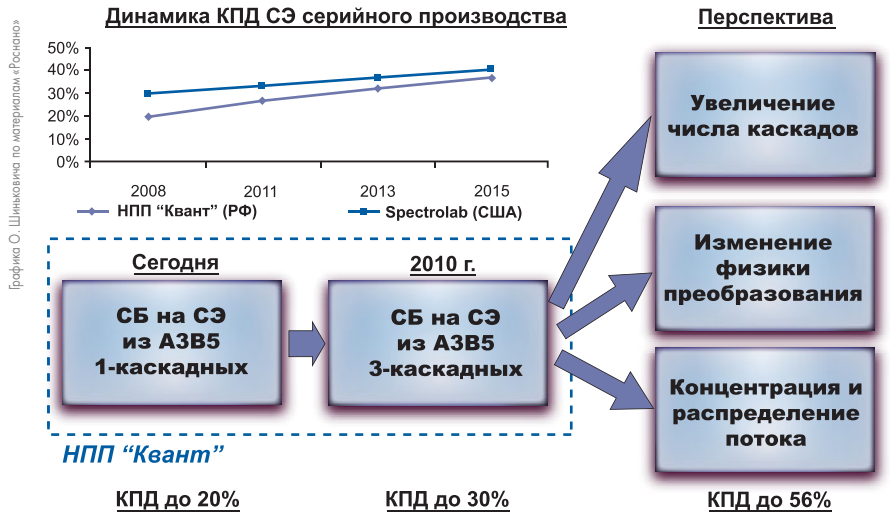 Динамика КПД СЭ серийного производства
50%
40%
30%
20%
10%
0%
2008
2011
2013
2015
НПП “Квант” (РФ)
Spectrolab (США)
Графика О. Шиньковича по материалам «Роснано»
Сегодня
СБ на СЭ
из А3В5
1-каскадных
2010 г.
СБ на СЭ
из А3В5
3-каскадных
НПП “Квант”
Перспектива
Увеличение
числа каскадов
Изменение
физики
преобразования
Концентрация и
распределение
потока
КПД до 20%
КПД до 30%
КПД до 56%